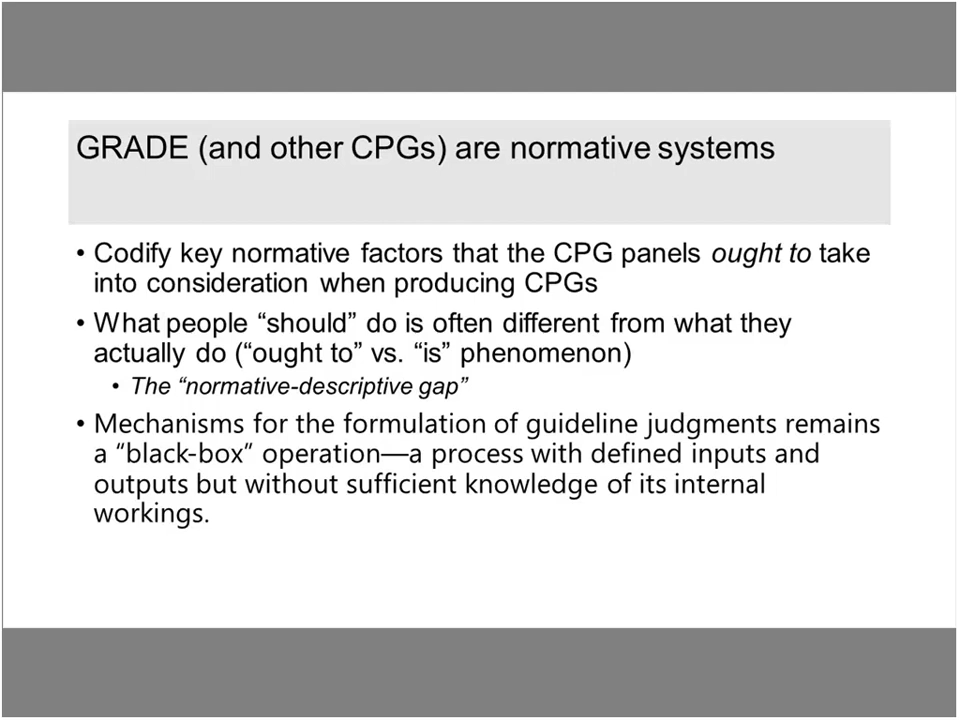 GRADE (and other CPGs) are normative systems
• Codify key normative factors that the CPG panels ought to take
into consideration when producing CPGs
• What people “should” do is often different from what they
actually do (“ought to” vs. “is” phenomenon)
• The “normative-descriptive gap”
• Mechanisms for the formulation of guideline judgments remains
a “black-box” operation—a process with defined inputs and
outputs but without sufficient knowledge of its internal
workings.